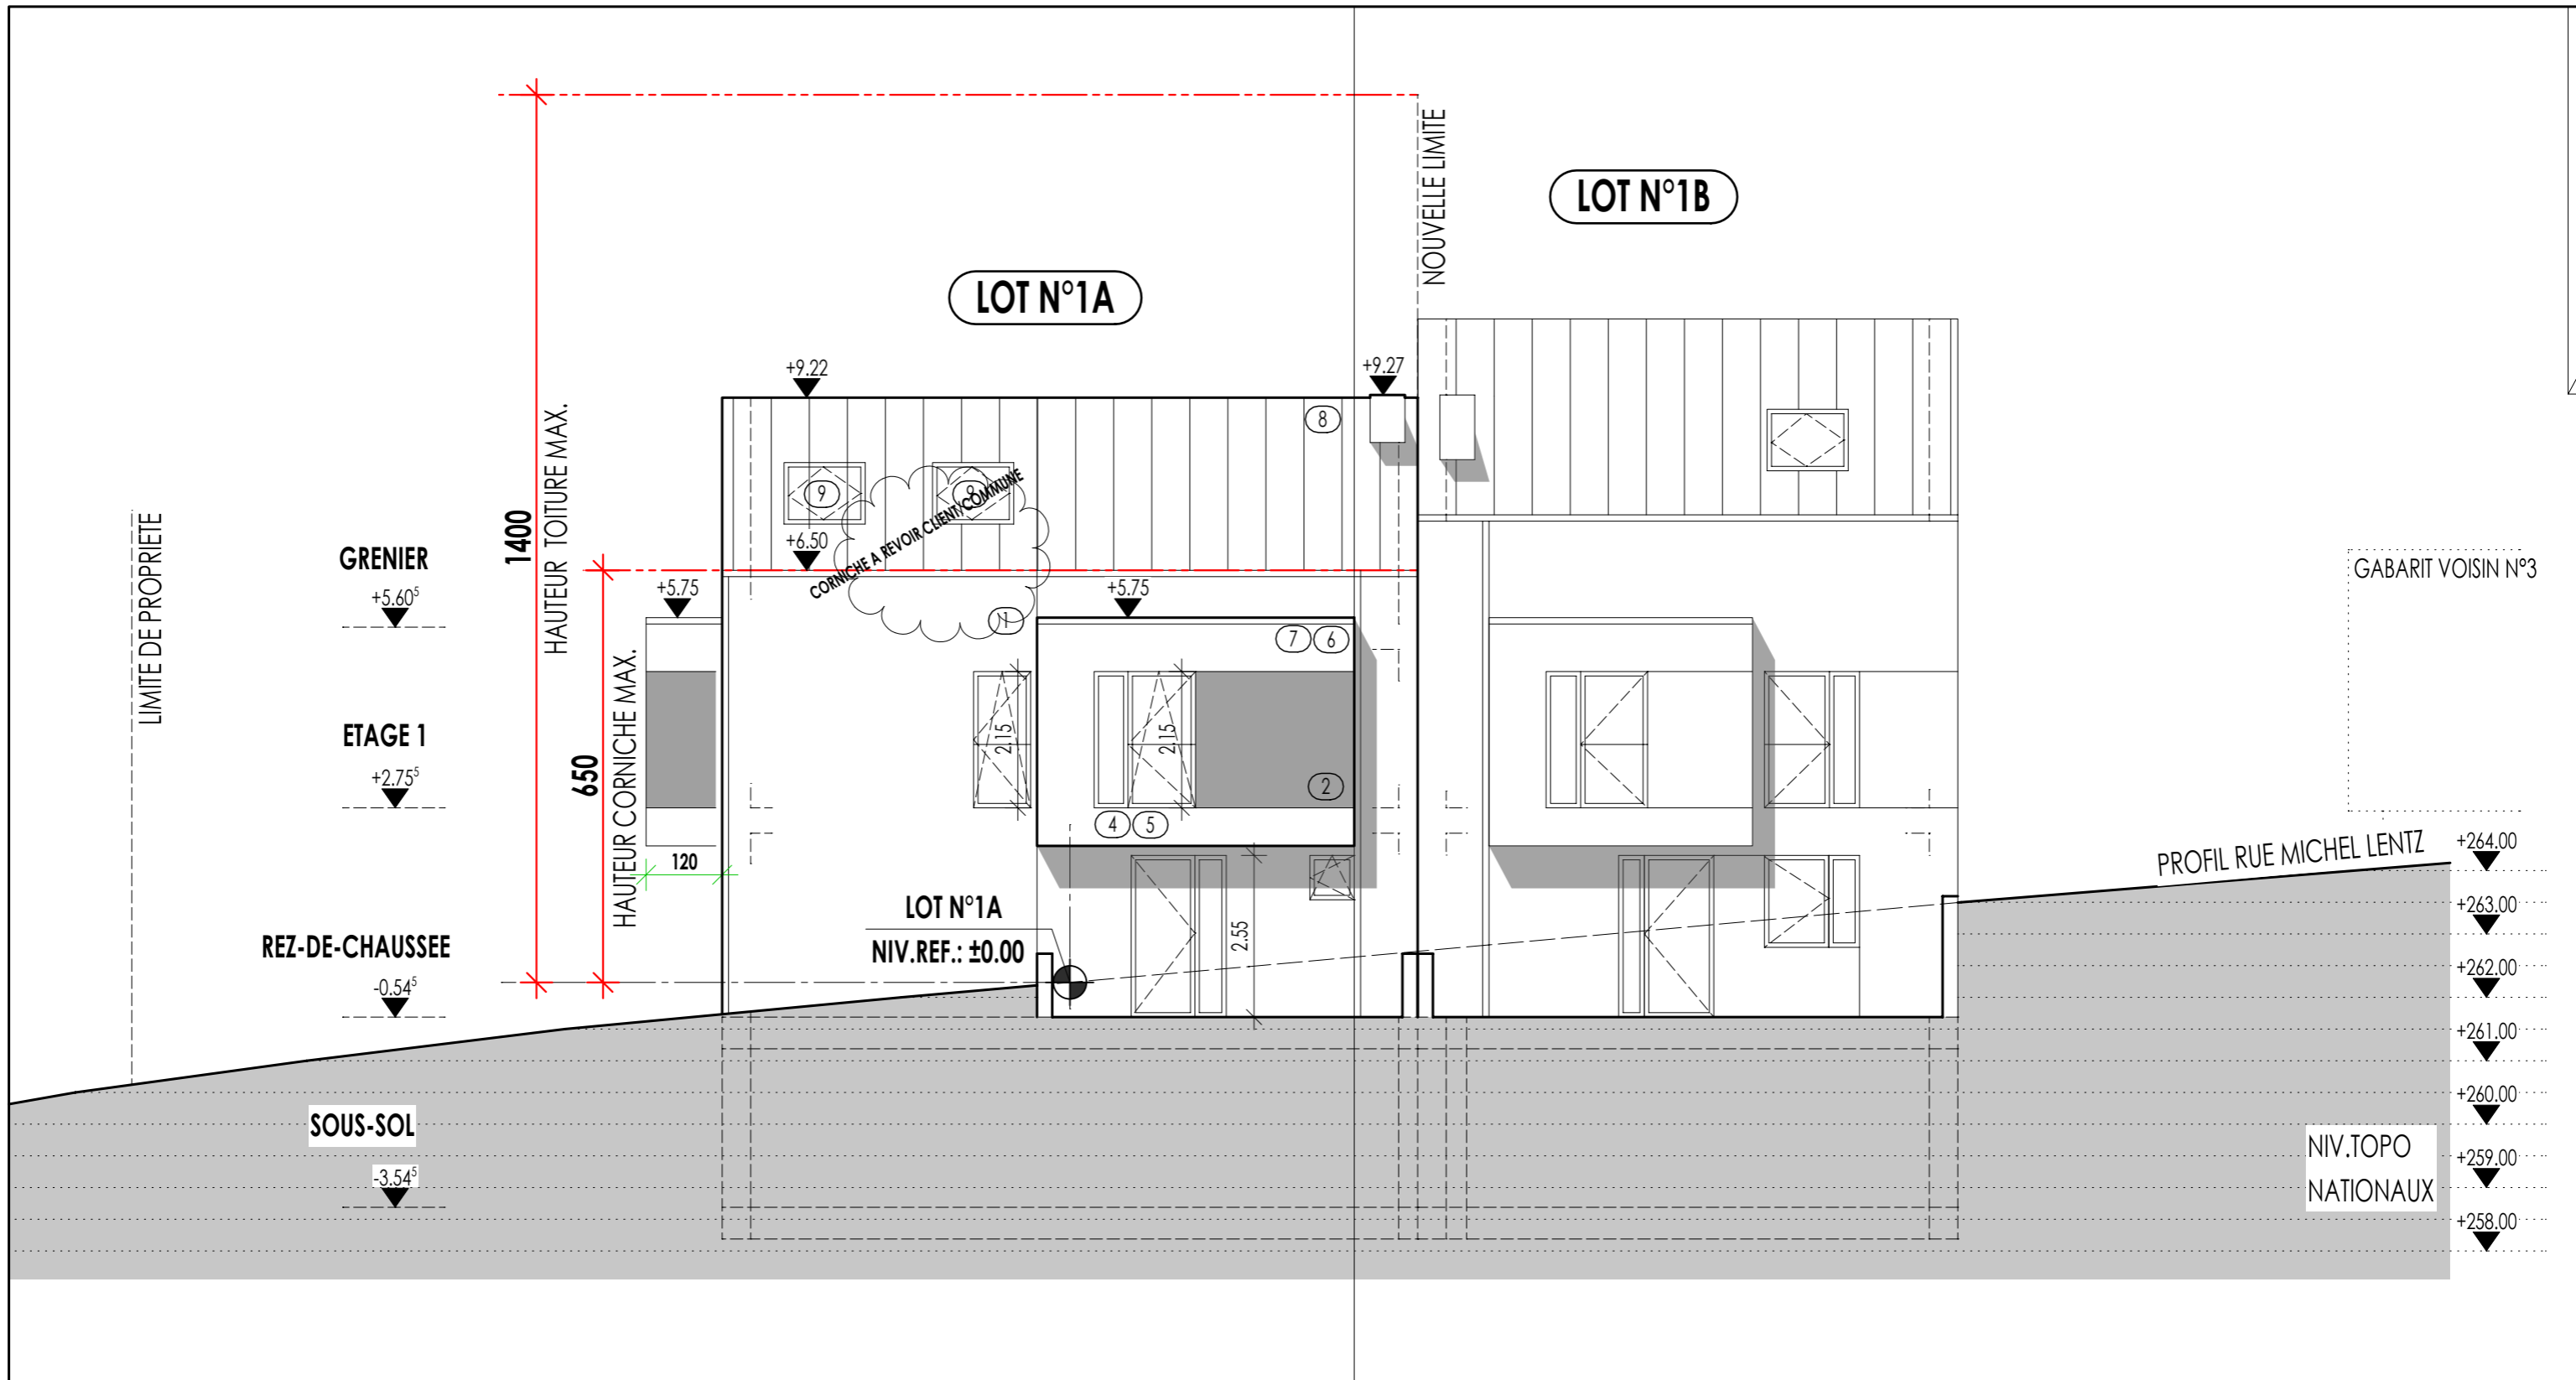 NOUVELLE LIMITE
LOT N°1B
LOT N°1A
+9.22
+9.27
8
HAUTEUR TOITURE MAX.
1400
9
9
CORNICHE A REVOIR CLIENT/COMMUNE
+6.50
LIMITE DE PROPRIETE
GRENIER
+5.60⁵
+5.75
+5.75
GABARIT VOISIN N°3
1
7
6
HAUTEUR CORNICHE MAX.
650
ETAGE 1
+2.75⁵
2.15
2.15
2
4
5
120
PROFIL RUE MICHEL LENTZ
+264.00
LOT N°1A
NIV.REF.: ±0.00
2.55
+263.00
REZ-DE-CHAUSSEE
-0.54⁵
+262.00
+261.00
+260.00
SOUS-SOL
-3.54⁵
NIV.TOPO
NATIONAUX
+259.00
+258.00